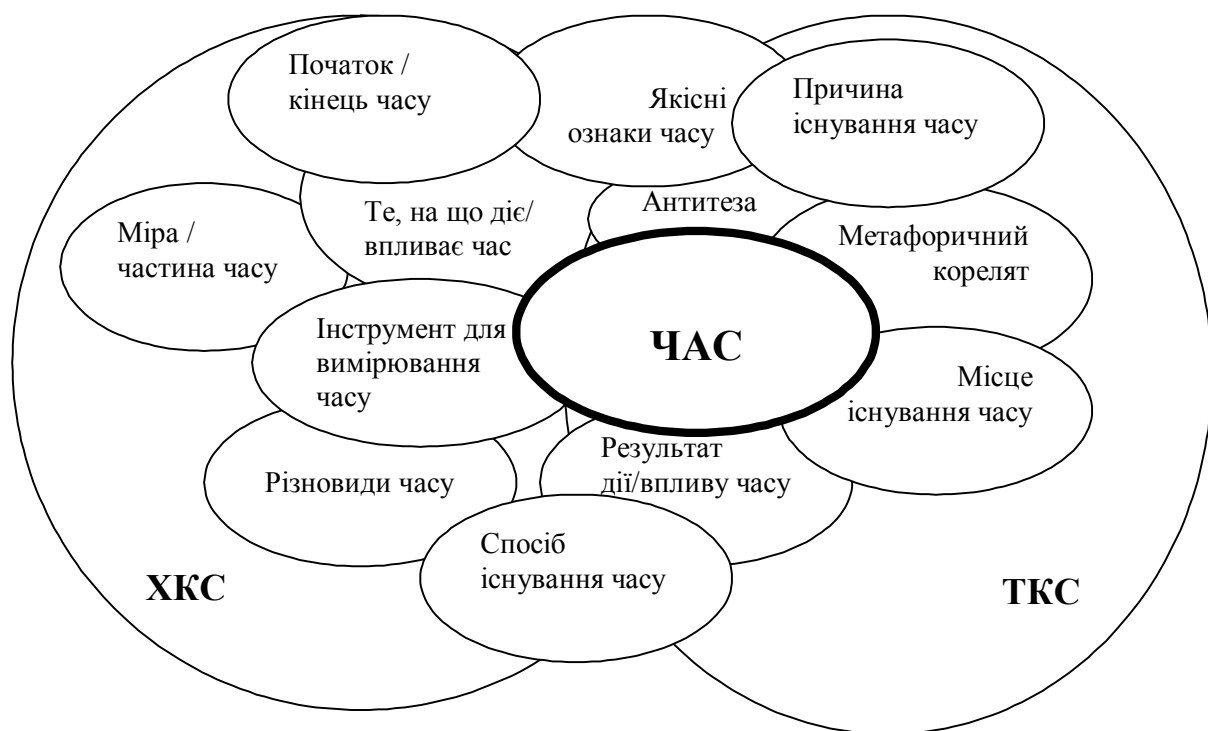 Початок /
кінець часу
Якісні
ознаки часу
Причина
існування часу
Міра /
частина часу
Те, на що діє/
впливає час
Антитеза
Метафоричний
корелят
Інструмент для
вимірювання
часу
ЧАС
Місце
існування часу
Різновиди часу
Результат
дії/впливу часу
Спосіб
існування часу
ХКС
ТКС